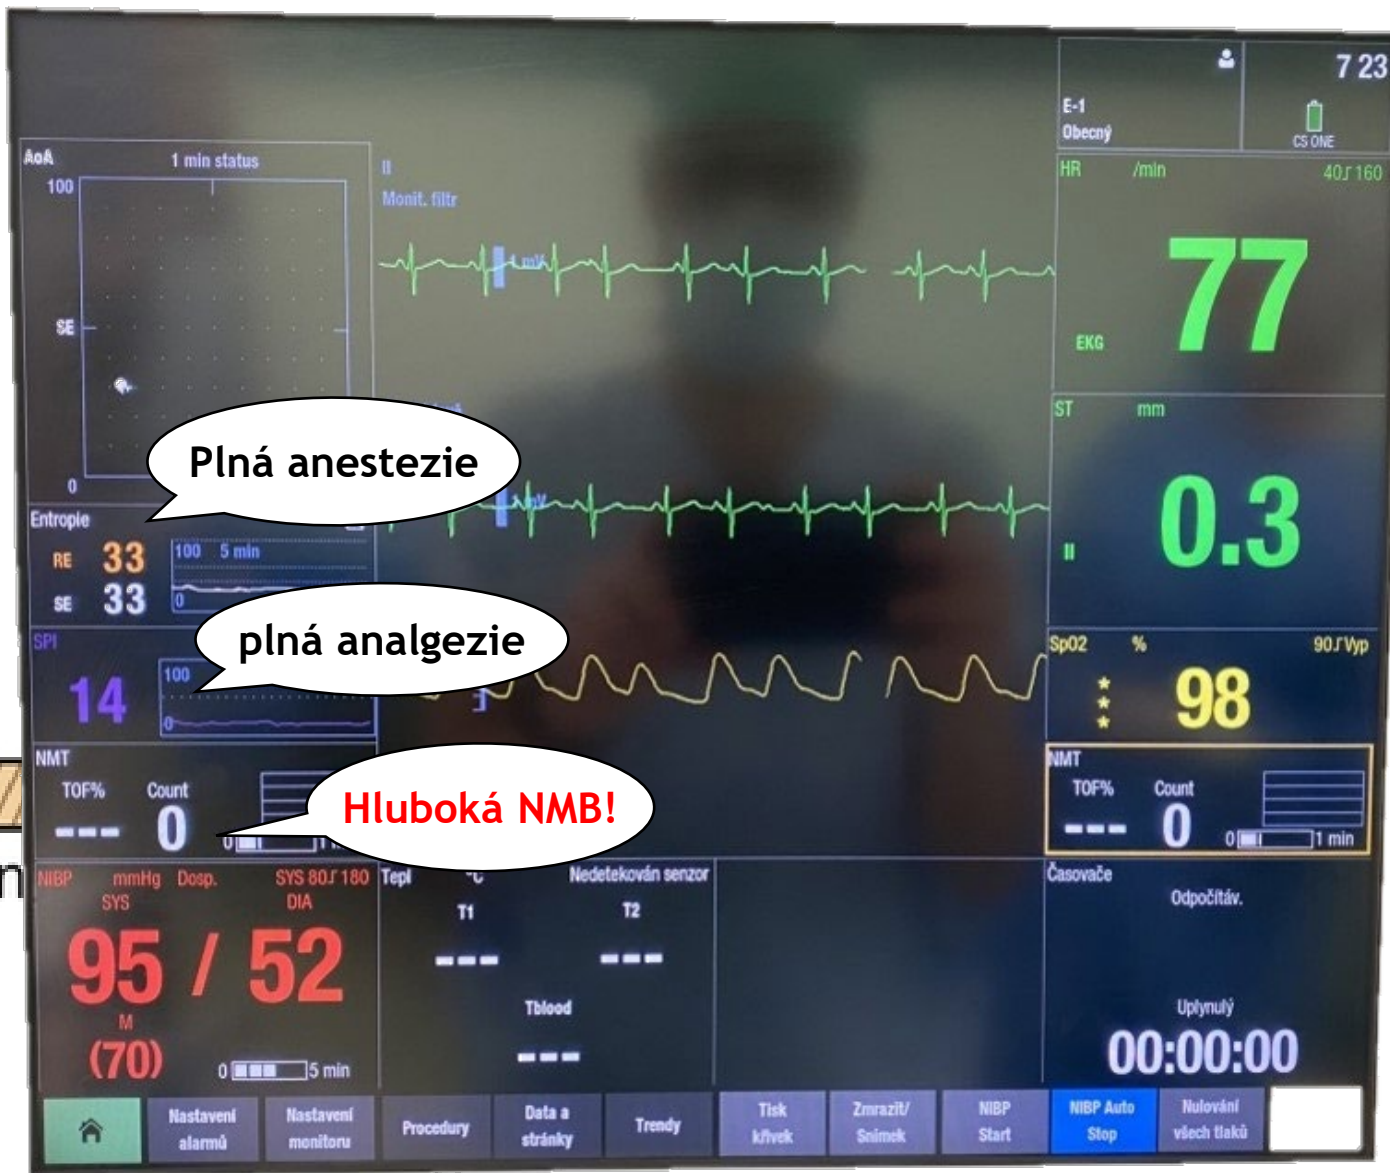 7 23
E-1
Obecný
CS ONE
AoA
1 min status
100
SE
0
II
Monit. filtr
1 mV
HR /min 40 160
77
EKG
ST mm
II 0.3
Plná anestezie
Entropie
RE 33
SE 33
100 5 min
0
1 mV
plná analgezie
SPI
14
100
0
SpO2 % 90 Vyp
***
98
Hluboká NMB!
NMT
TOF% Count
--- 0
0
NMT
TOF% Count
--- 0
0 1 min
NIBP mmHg Dosp. SYS 80 180
SYS DIA
95 / 52
M
(70)
0 5 min
Tepl °C Nedetekován senzor
T1 T2
--- ---
Tblood
---
Časovače
Odpočítáv.
Uplynulý
00:00:00
Nastavení alarmů
Nastavení monitoru
Procedury
Data a stránky
Trendy
Tisk křivek
Zmrazit/ Snímek
NIBP Start
NIBP Auto Stop
Nulování všech tlaků